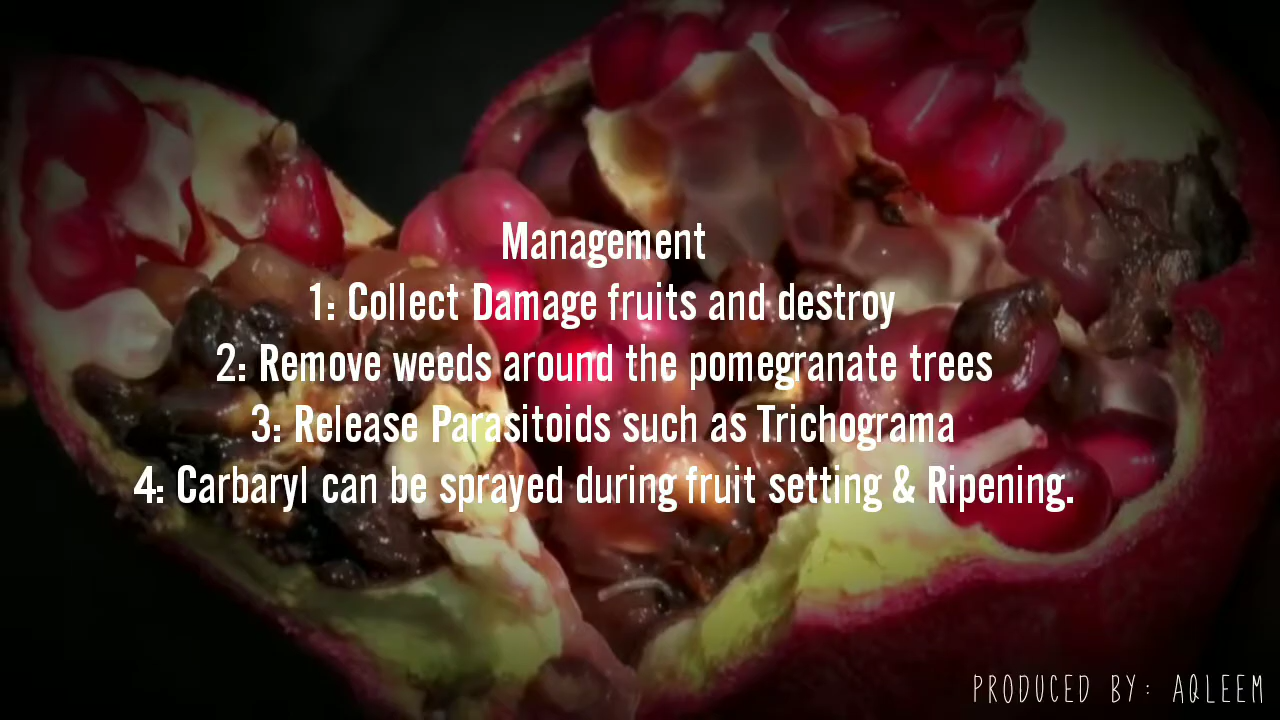 Management
1: Collect Damage fruits and destroy
2: Remove weeds around the pomegranate trees
3: Release Parasitoids such as Trichograma
4: Carbaryl can be sprayed during fruit setting & Ripening.
PRODUCED BY: AQLEEM